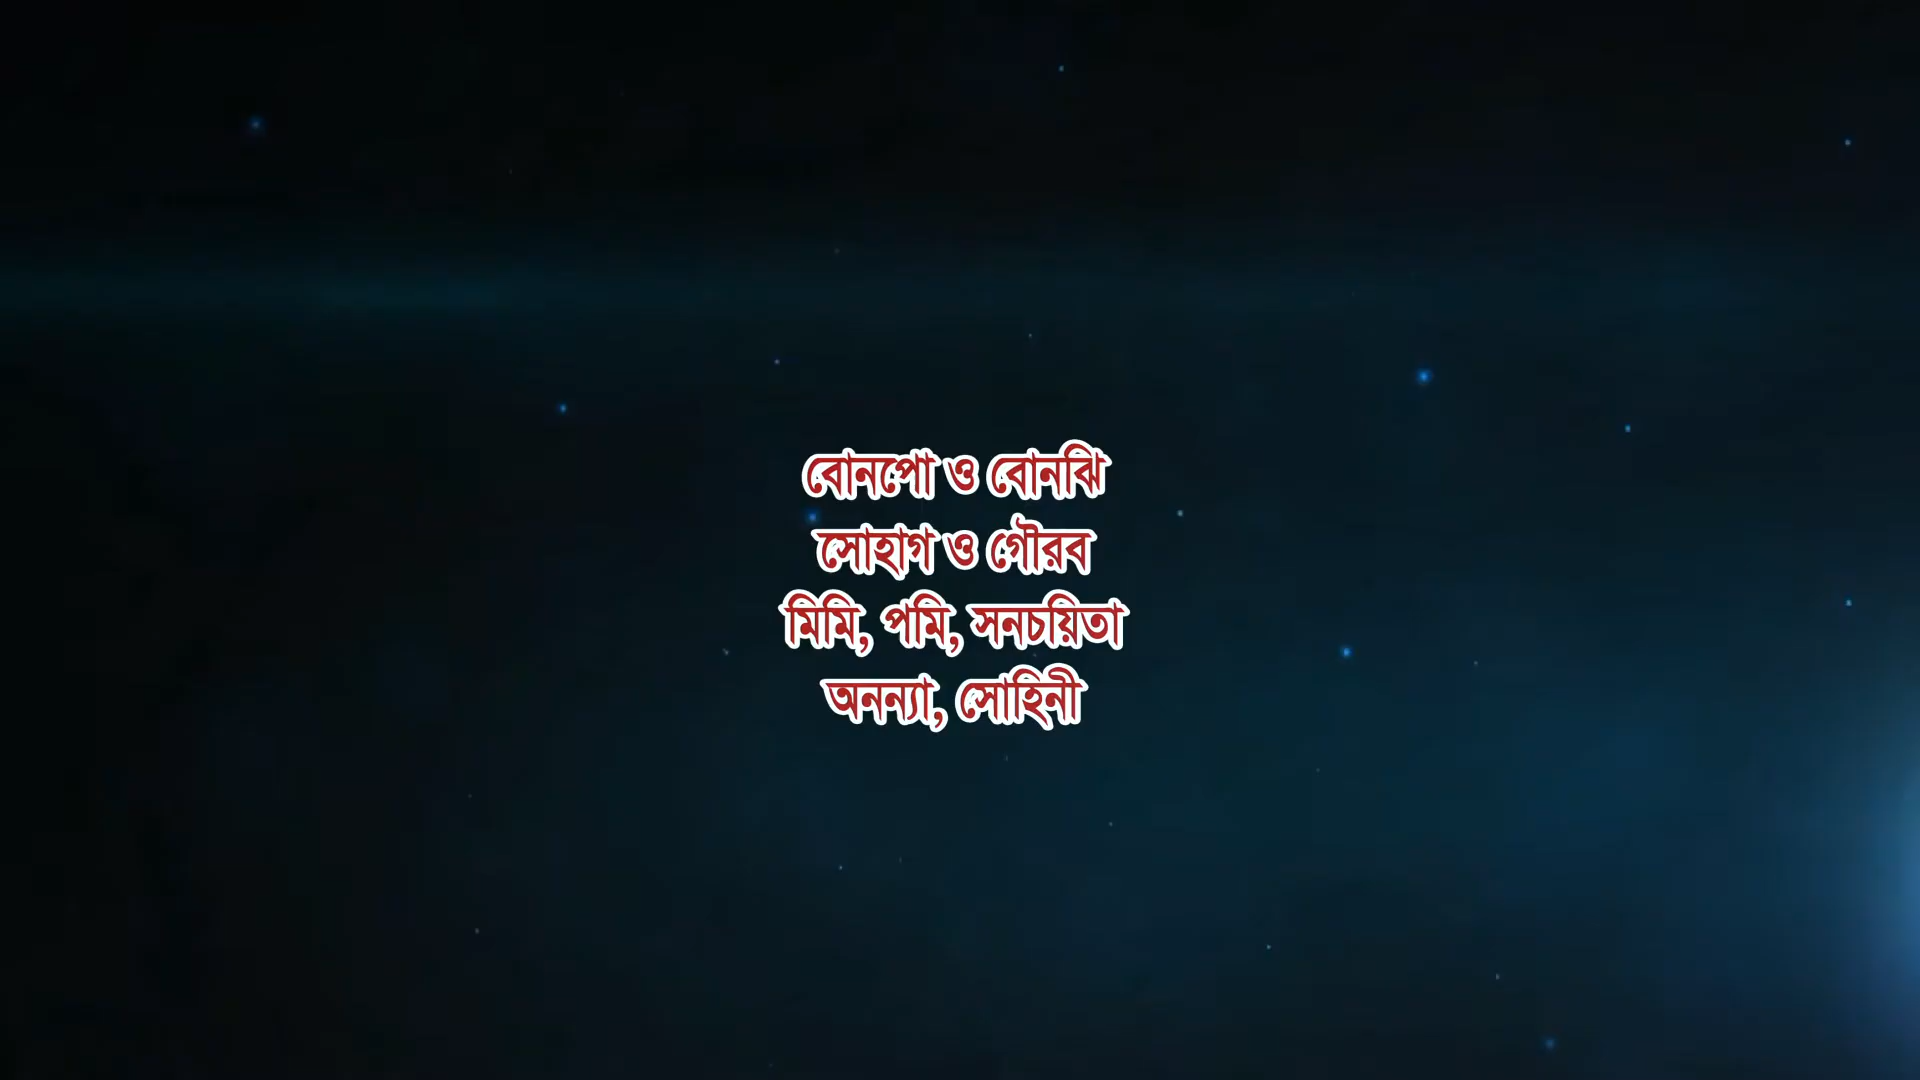 বোনপো ও বোনঝি
সোহাগ ও গৌরব
মিমি, পমি, সনচয়িতা
অনন্যা, সোহিনী